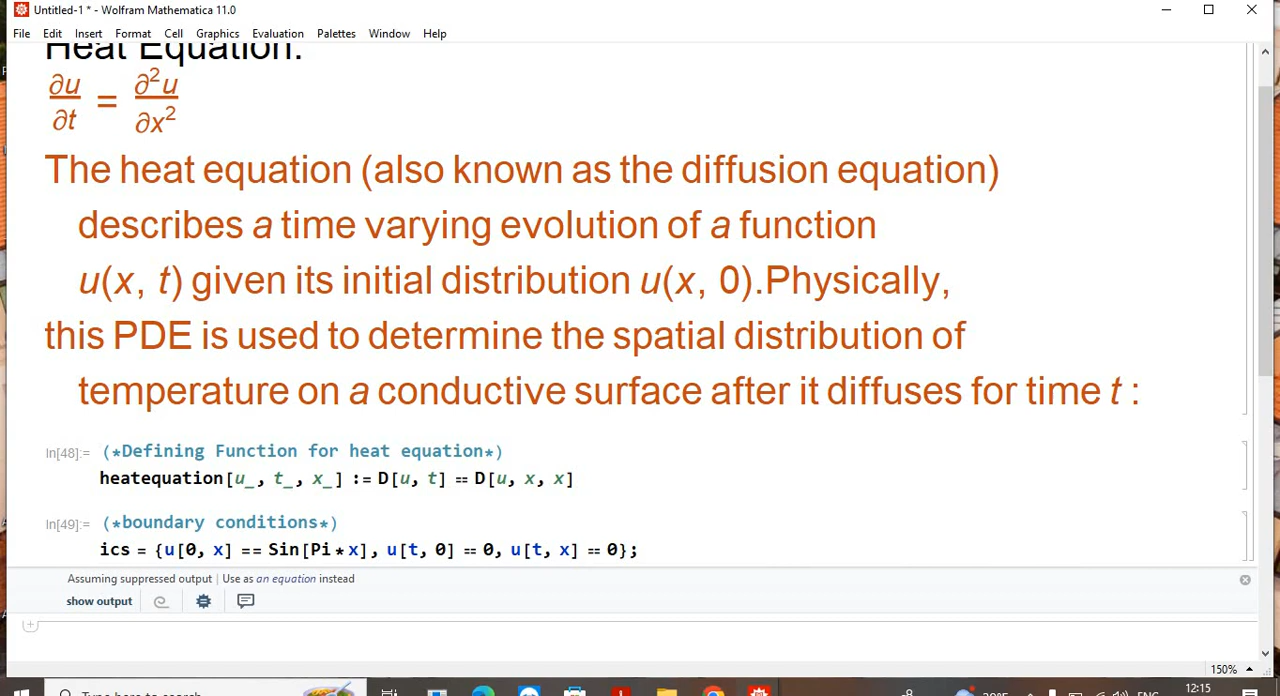 Untitled-1 * - Wolfram Mathematica 11.0
File Edit Insert Format Cell Graphics Evaluation Palettes Window Help
Heat Equation:
∂u/∂t = ∂²u/∂x²
The heat equation (also known as the diffusion equation)
describes a time varying evolution of a function
u(x, t) given its initial distribution u(x, 0).Physically,
this PDE is used to determine the spatial distribution of
temperature on a conductive surface after it diffuses for time t :
In[48]:= (*Defining Function for heat equation*)
heatequation[u_, t_, x_] := D[u, t] == D[u, x, x]
In[49]:= (*boundary conditions*)
ics = {u[0, x] == Sin[Pi*x], u[t, 0] == 0, u[t, x] == 0};
Assuming suppressed output | Use as an equation instead
show output
150%
Type here to search
12:15